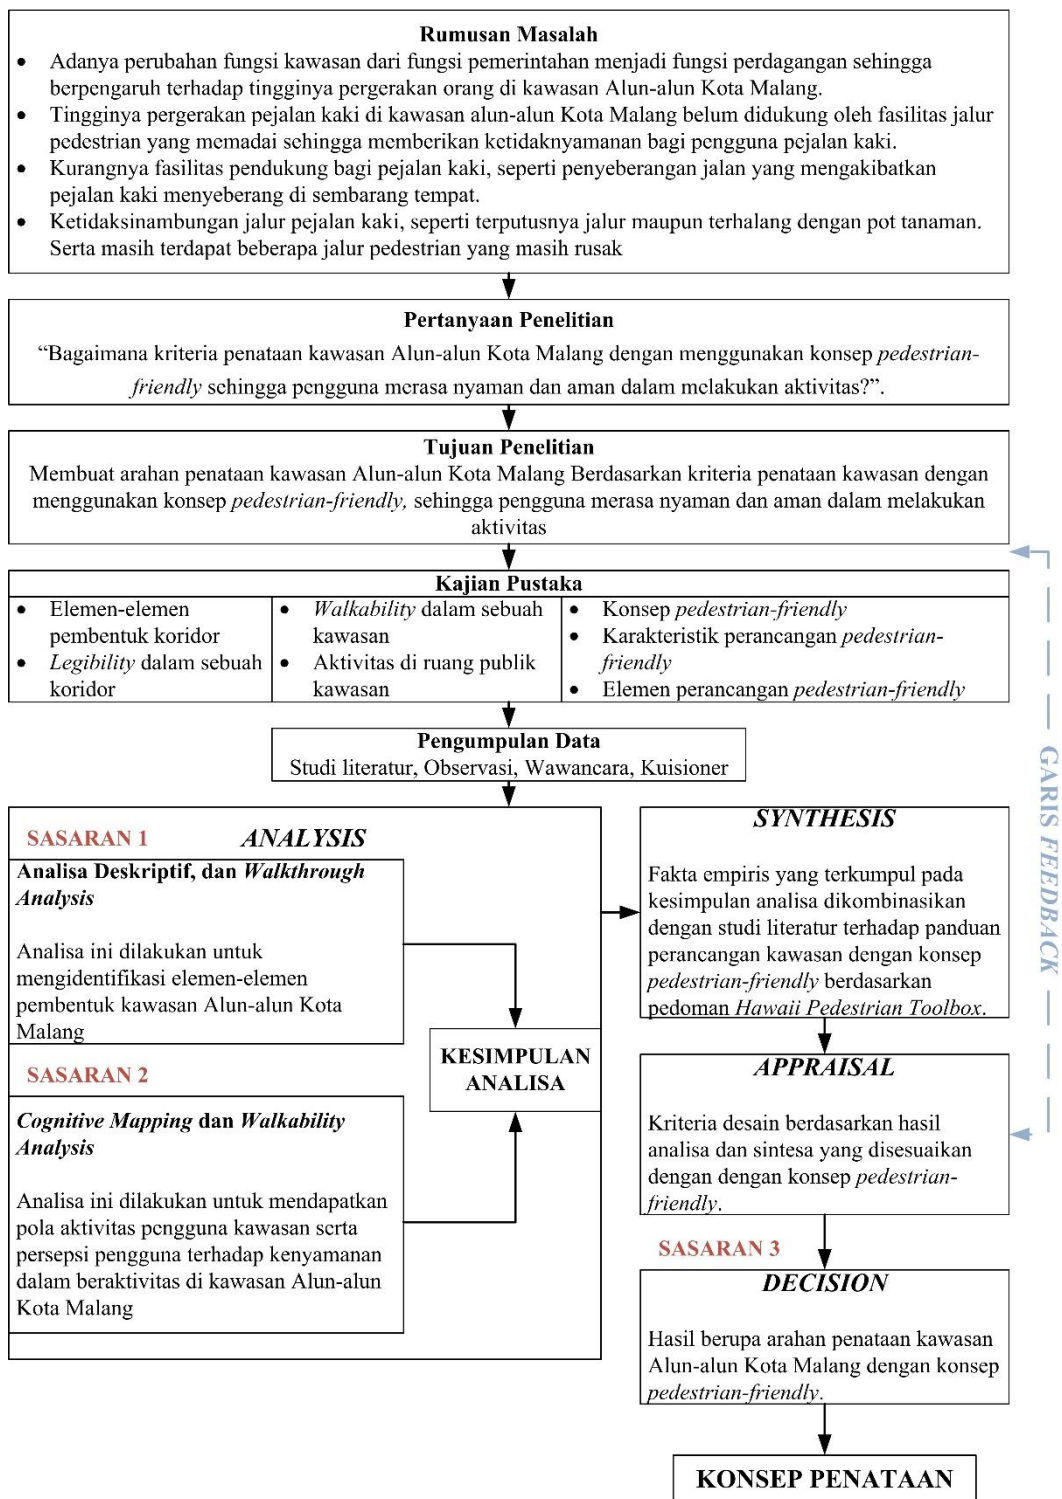 Rumusan Masalah
• Adanya perubahan fungsi kawasan dari fungsi pemerintahan menjadi fungsi perdagangan sehingga
berpengaruh terhadap tingginya pergerakan orang di kawasan Alun-alun Kota Malang.
• Tingginya pergerakan pejalan kaki di kawasan alun-alun Kota Malang belum didukung oleh fasilitas jalur
pedestrian yang memadai sehingga memberikan ketidaknyamanan bagi pengguna pejalan kaki.
• Kurangnya fasilitas pendukung bagi pejalan kaki, seperti penyeberangan jalan yang mengakibatkan
pejalan kaki menyeberang di sembarang tempat.
• Ketidaksinambungan jalur pejalan kaki, seperti terputusnya jalur maupun terhalang dengan pot tanaman.
Serta masih terdapat beberapa jalur pedestrian yang masih rusak
Pertanyaan Penelitian
“Bagaimana kriteria penataan kawasan Alun-alun Kota Malang dengan menggunakan konsep pedestrian-
friendly sehingga pengguna merasa nyaman dan aman dalam melakukan aktivitas?”.
Tujuan Penelitian
Membuat arahan penataan kawasan Alun-alun Kota Malang Berdasarkan kriteria penataan kawasan dengan
menggunakan konsep pedestrian-friendly, sehingga pengguna merasa nyaman dan aman dalam melakukan
aktivitas
Kajian Pustaka
• Elemen-elemen
pembentuk koridor
• Legibility dalam sebuah
koridor
• Walkability dalam sebuah
kawasan
• Aktivitas di ruang publik
kawasan
• Konsep pedestrian-friendly
• Karakteristik perancangan pedestrian-
friendly
• Elemen perancangan pedestrian-friendly
Pengumpulan Data
Studi literatur, Observasi, Wawancara, Kuisioner
SASARAN 1
ANALYSIS
Analisa Deskriptif, dan Walkthrough
Analysis
Analisa ini dilakukan untuk
mengidentifikasi elemen-elemen
pembentuk kawasan Alun-alun Kota
Malang
SASARAN 2
Cognitive Mapping dan Walkability
Analysis
Analisa ini dilakukan untuk mendapatkan
pola aktivitas pengguna kawasan serta
persepsi pengguna terhadap kenyamanan
dalam beraktivitas di kawasan Alun-alun
Kota Malang
KESIMPULAN
ANALISA
SYNTHESIS
Fakta empiris yang terkumpul pada
kesimpulan analisa dikombinasikan
dengan studi literatur terhadap panduan
perancangan kawasan dengan konsep
pedestrian-friendly berdasarkan
pedoman Hawaii Pedestrian Toolbox.
APPRAISAL
Kriteria desain berdasarkan hasil
analisa dan sintesa yang disesuaikan
dengan dengan konsep pedestrian-
friendly.
SASARAN 3
DECISION
Hasil berupa arahan penataan kawasan
Alun-alun Kota Malang dengan konsep
pedestrian-friendly.
KONSEP PENATAAN
GARIS FEEDBACK